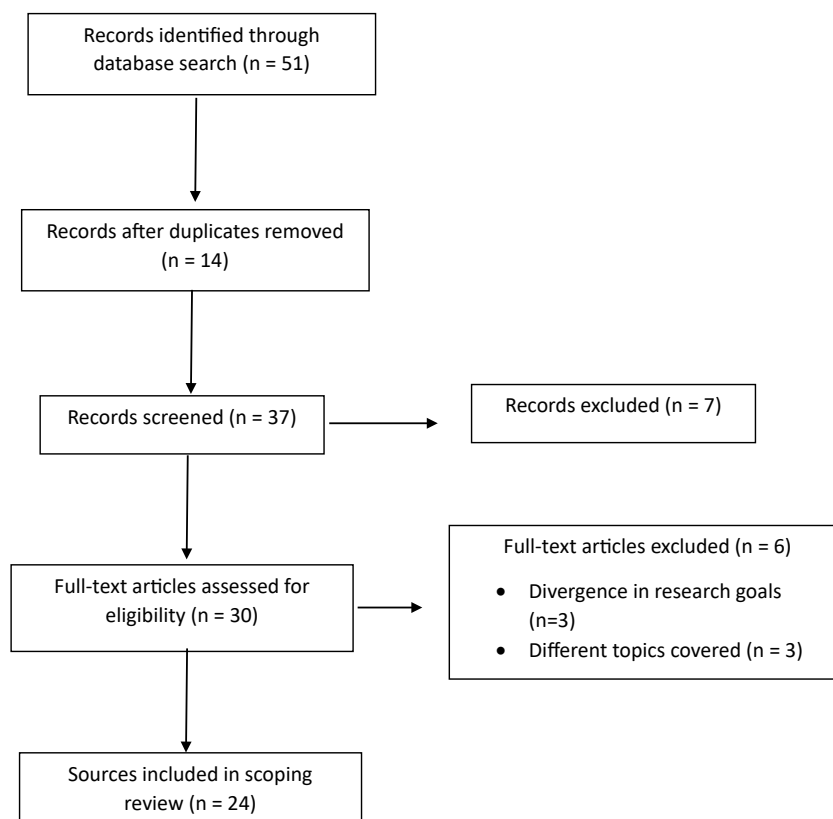 Records identified through
database search (n = 51)
Records after duplicates removed
(n = 14)
Records screened (n = 37)
Records excluded (n = 7)
Full-text articles assessed for
eligibility (n = 30)
Full-text articles excluded (n = 6)
• Divergence in research goals
(n=3)
• Different topics covered (n = 3)
Sources included in scoping
review (n = 24)